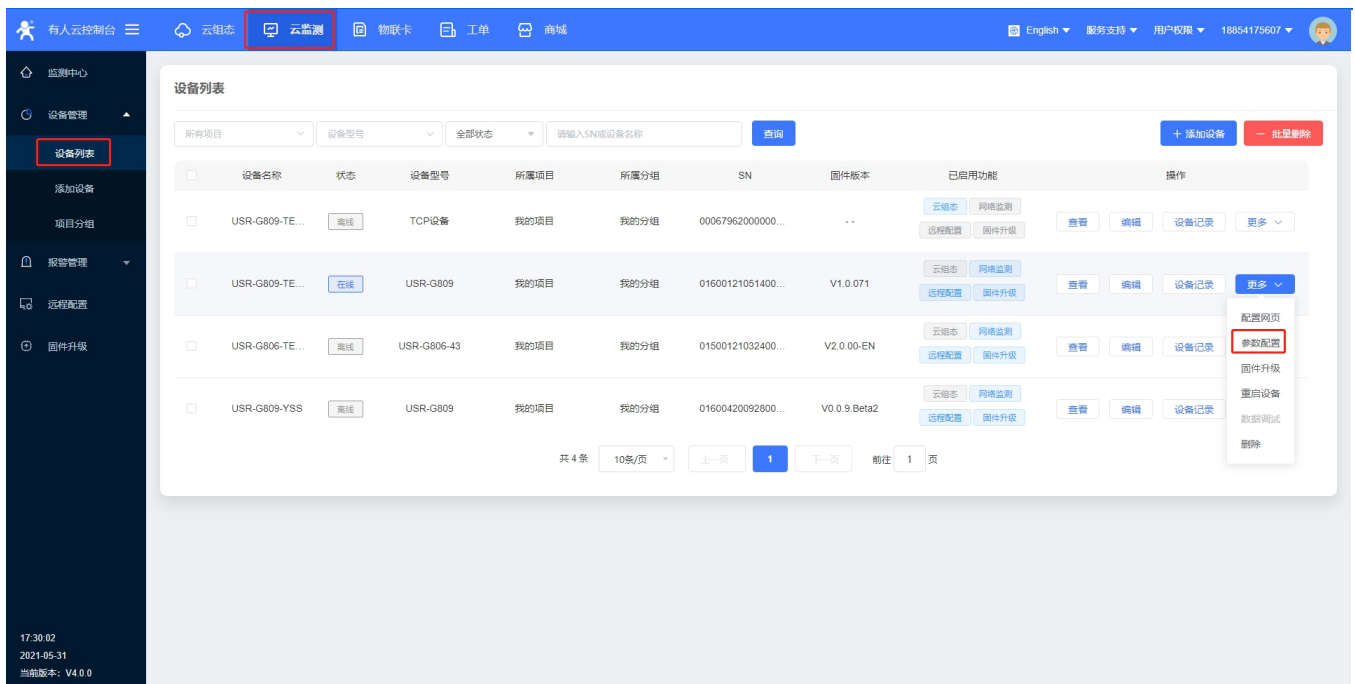 有人云控制台 云组态 云监测 物联卡 工单 商城 English 服务支持 用户权限 18854175607
监测中心
设备管理
设备列表
添加设备
项目分组
报警管理
远程配置
固件升级
17:30:02
2021-05-31
当前版本：V4.0.0
设备列表
所有项目 设备型号 全部状态 请输入SN或设备名称 查询 + 添加设备 － 批量删除
设备名称 状态 设备型号 所属项目 所属分组 SN 固件版本 已启用功能 操作
USR-G809-TE... 离线 TCP设备 我的项目 我的分组 00067962000000... - - 云组态 网络监测 远程配置 固件升级 查看 编辑 设备记录 更多
USR-G809-TE... 在线 USR-G809 我的项目 我的分组 01600121051400... V1.0.071 云组态 网络监测 远程配置 固件升级 查看 编辑 设备记录 更多
USR-G806-TE... 离线 USR-G806-43 我的项目 我的分组 01500121032400... V2.0.00-EN 云组态 网络监测 远程配置 固件升级 查看 编辑 设备记录
USR-G809-YSS 离线 USR-G809 我的项目 我的分组 01600420092800... V0.0.9.Beta2 云组态 网络监测 远程配置 固件升级 查看 编辑 设备记录
配置网页
参数配置
固件升级
重启设备
数据调试
删除
共 4 条 10条/页 上一页 1 下一页 前往 1 页